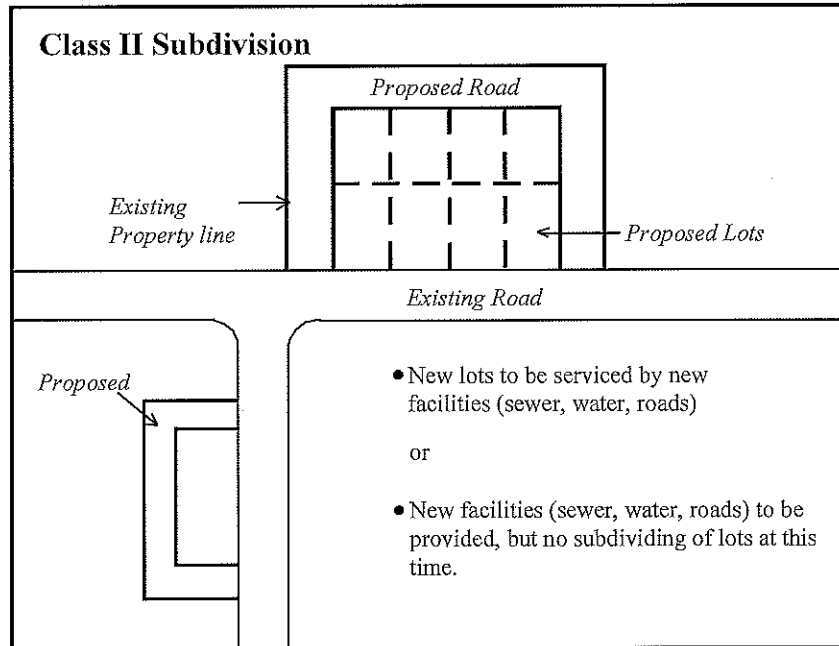 Class II Subdivision
Proposed Road
Existing
Property line
Proposed Lots
Existing Road
Proposed
• New lots to be serviced by new
facilities (sewer, water, roads)
or
• New facilities (sewer, water, roads) to be
provided, but no subdividing of lots at this
time.